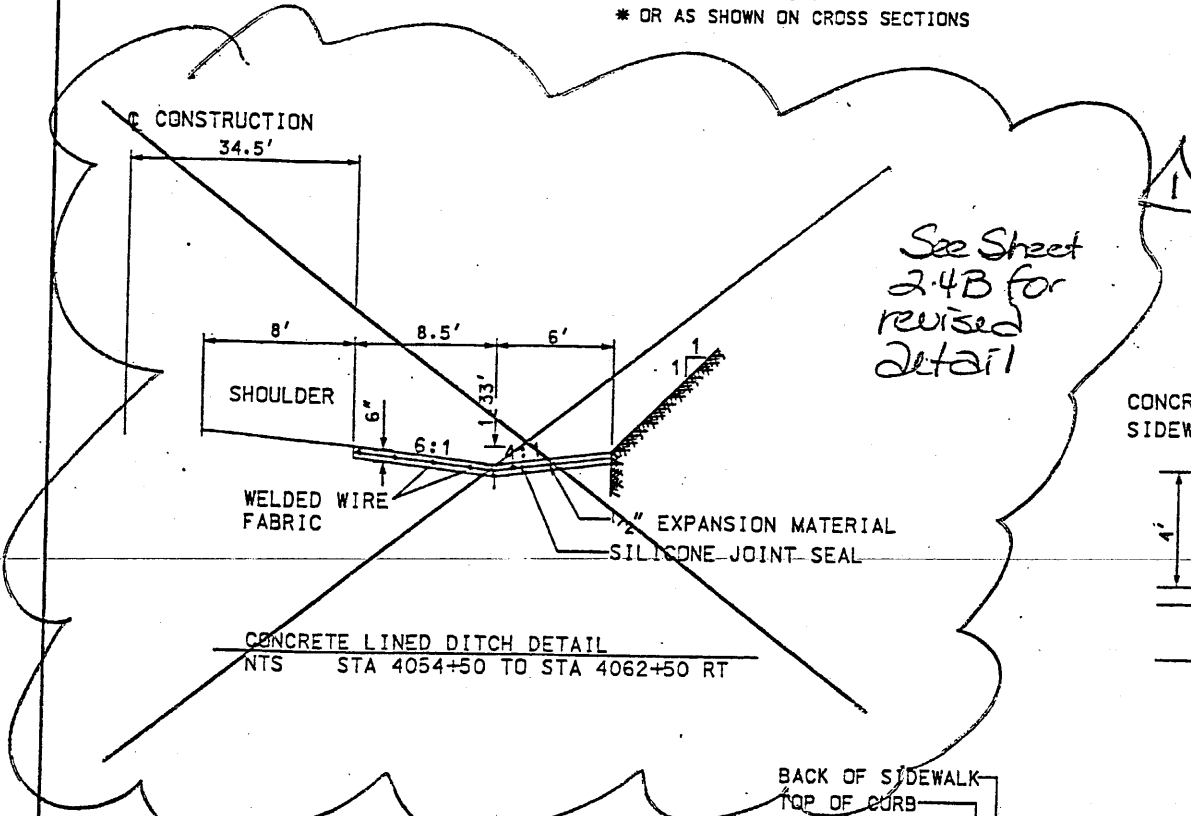 * OR AS SHOWN ON CROSS SECTIONS
℄ CONSTRUCTION
34.5'
1
See Sheet
2.4B for
revised
detail
8'
8.5'
6'
1
1
SHOULDER
6"
1.33'
6:1
4:1
WELDED WIRE
FABRIC
1/2" EXPANSION MATERIAL
SILICONE JOINT SEAL
CONCR
SIDEW
4'
CONCRETE LINED DITCH DETAIL
NTS STA 4054+50 TO STA 4062+50 RT
BACK OF SIDEWALK
TOP OF CURB